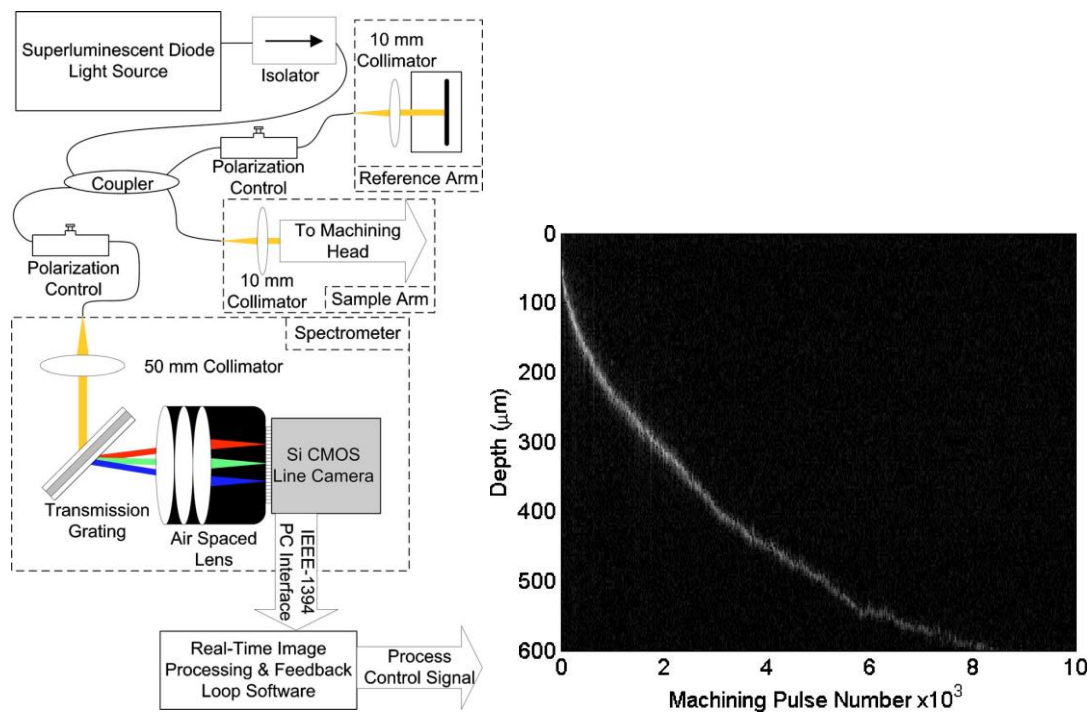 Superluminescent Diode
Light Source
Isolator
10 mm
Collimator
Reference Arm
Polarization
Control
Coupler
To Machining
Head
10 mm
Collimator
Sample Arm
Polarization
Control
Spectrometer
50 mm Collimator
Transmission
Grating
Air Spaced
Lens
Si CMOS
Line Camera
IEEE-1394
PC Interface
Real-Time Image
Processing & Feedback
Loop Software
Process
Control Signal
Depth (μm)
0
100
200
300
400
500
600
0 2 4 6 8 10
Machining Pulse Number x10³